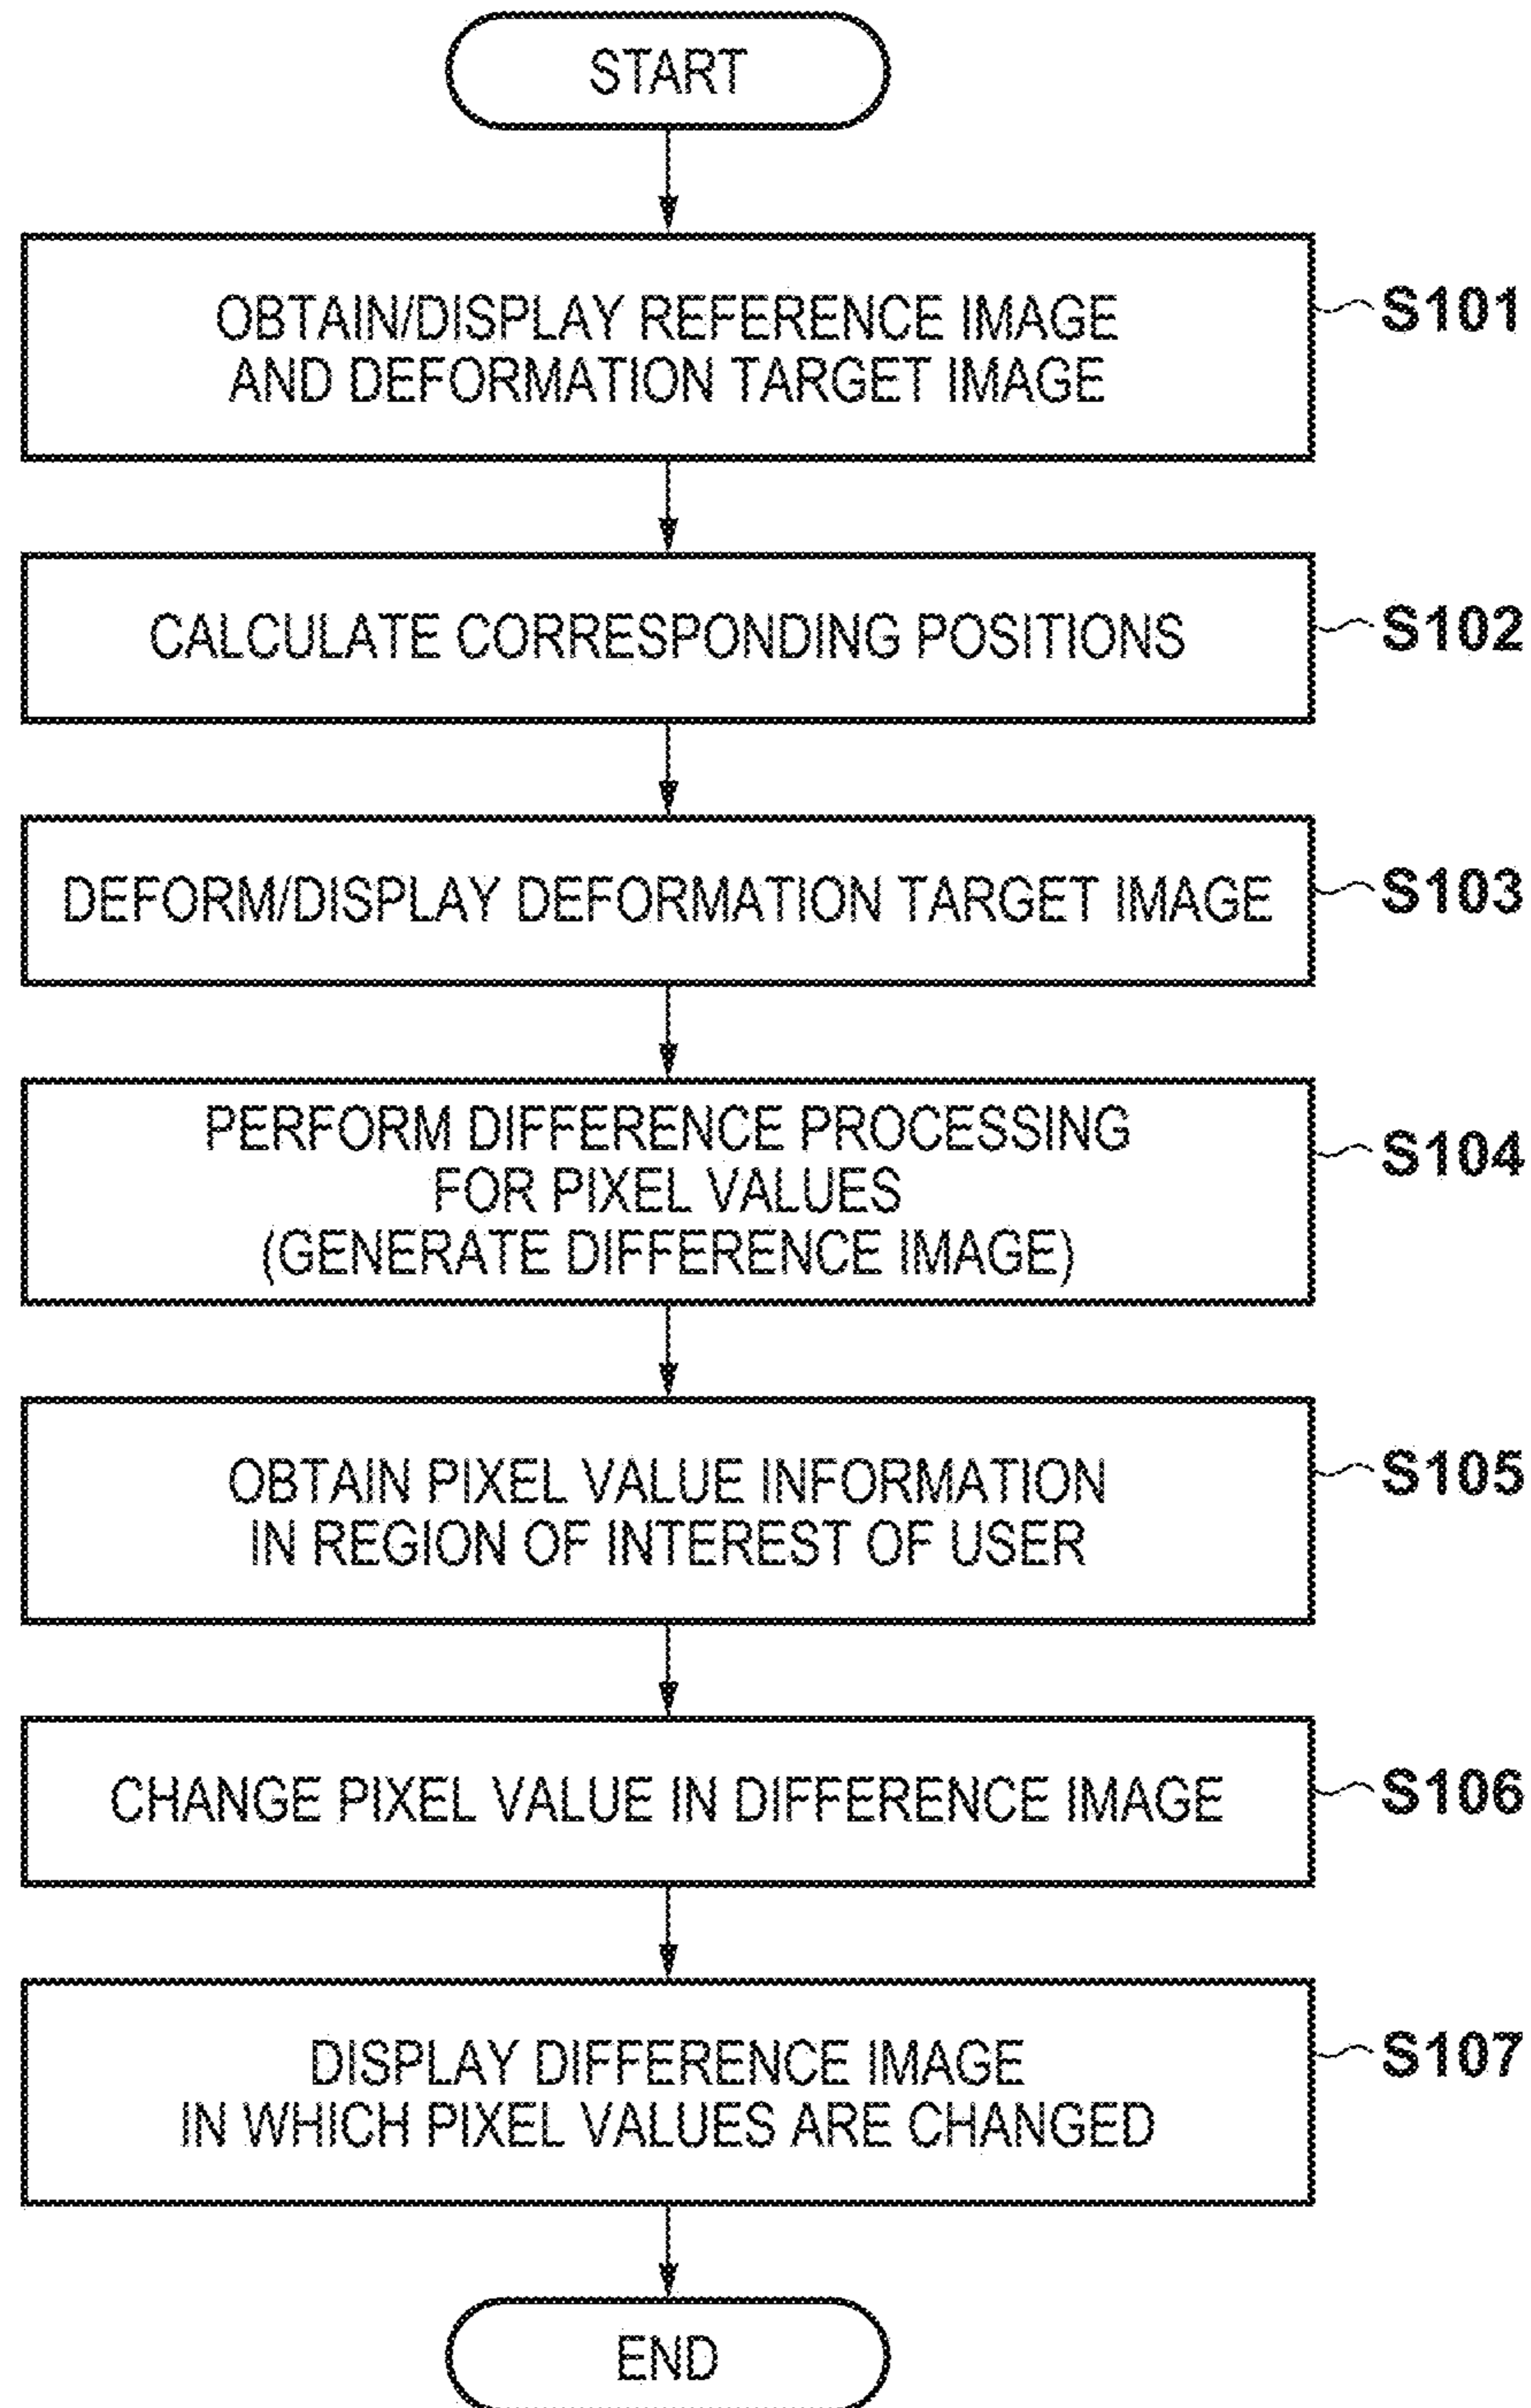 START
OBTAIN/DISPLAY REFERENCE IMAGE
AND DEFORMATION TARGET IMAGE
S101
CALCULATE CORRESPONDING POSITIONS
S102
DEFORM/DISPLAY DEFORMATION TARGET IMAGE
S103
PERFORM DIFFERENCE PROCESSING
FOR PIXEL VALUES
(GENERATE DIFFERENCE IMAGE)
S104
OBTAIN PIXEL VALUE INFORMATION
IN REGION OF INTEREST OF USER
S105
CHANGE PIXEL VALUE IN DIFFERENCE IMAGE
S106
DISPLAY DIFFERENCE IMAGE
IN WHICH PIXEL VALUES ARE CHANGED
S107
END